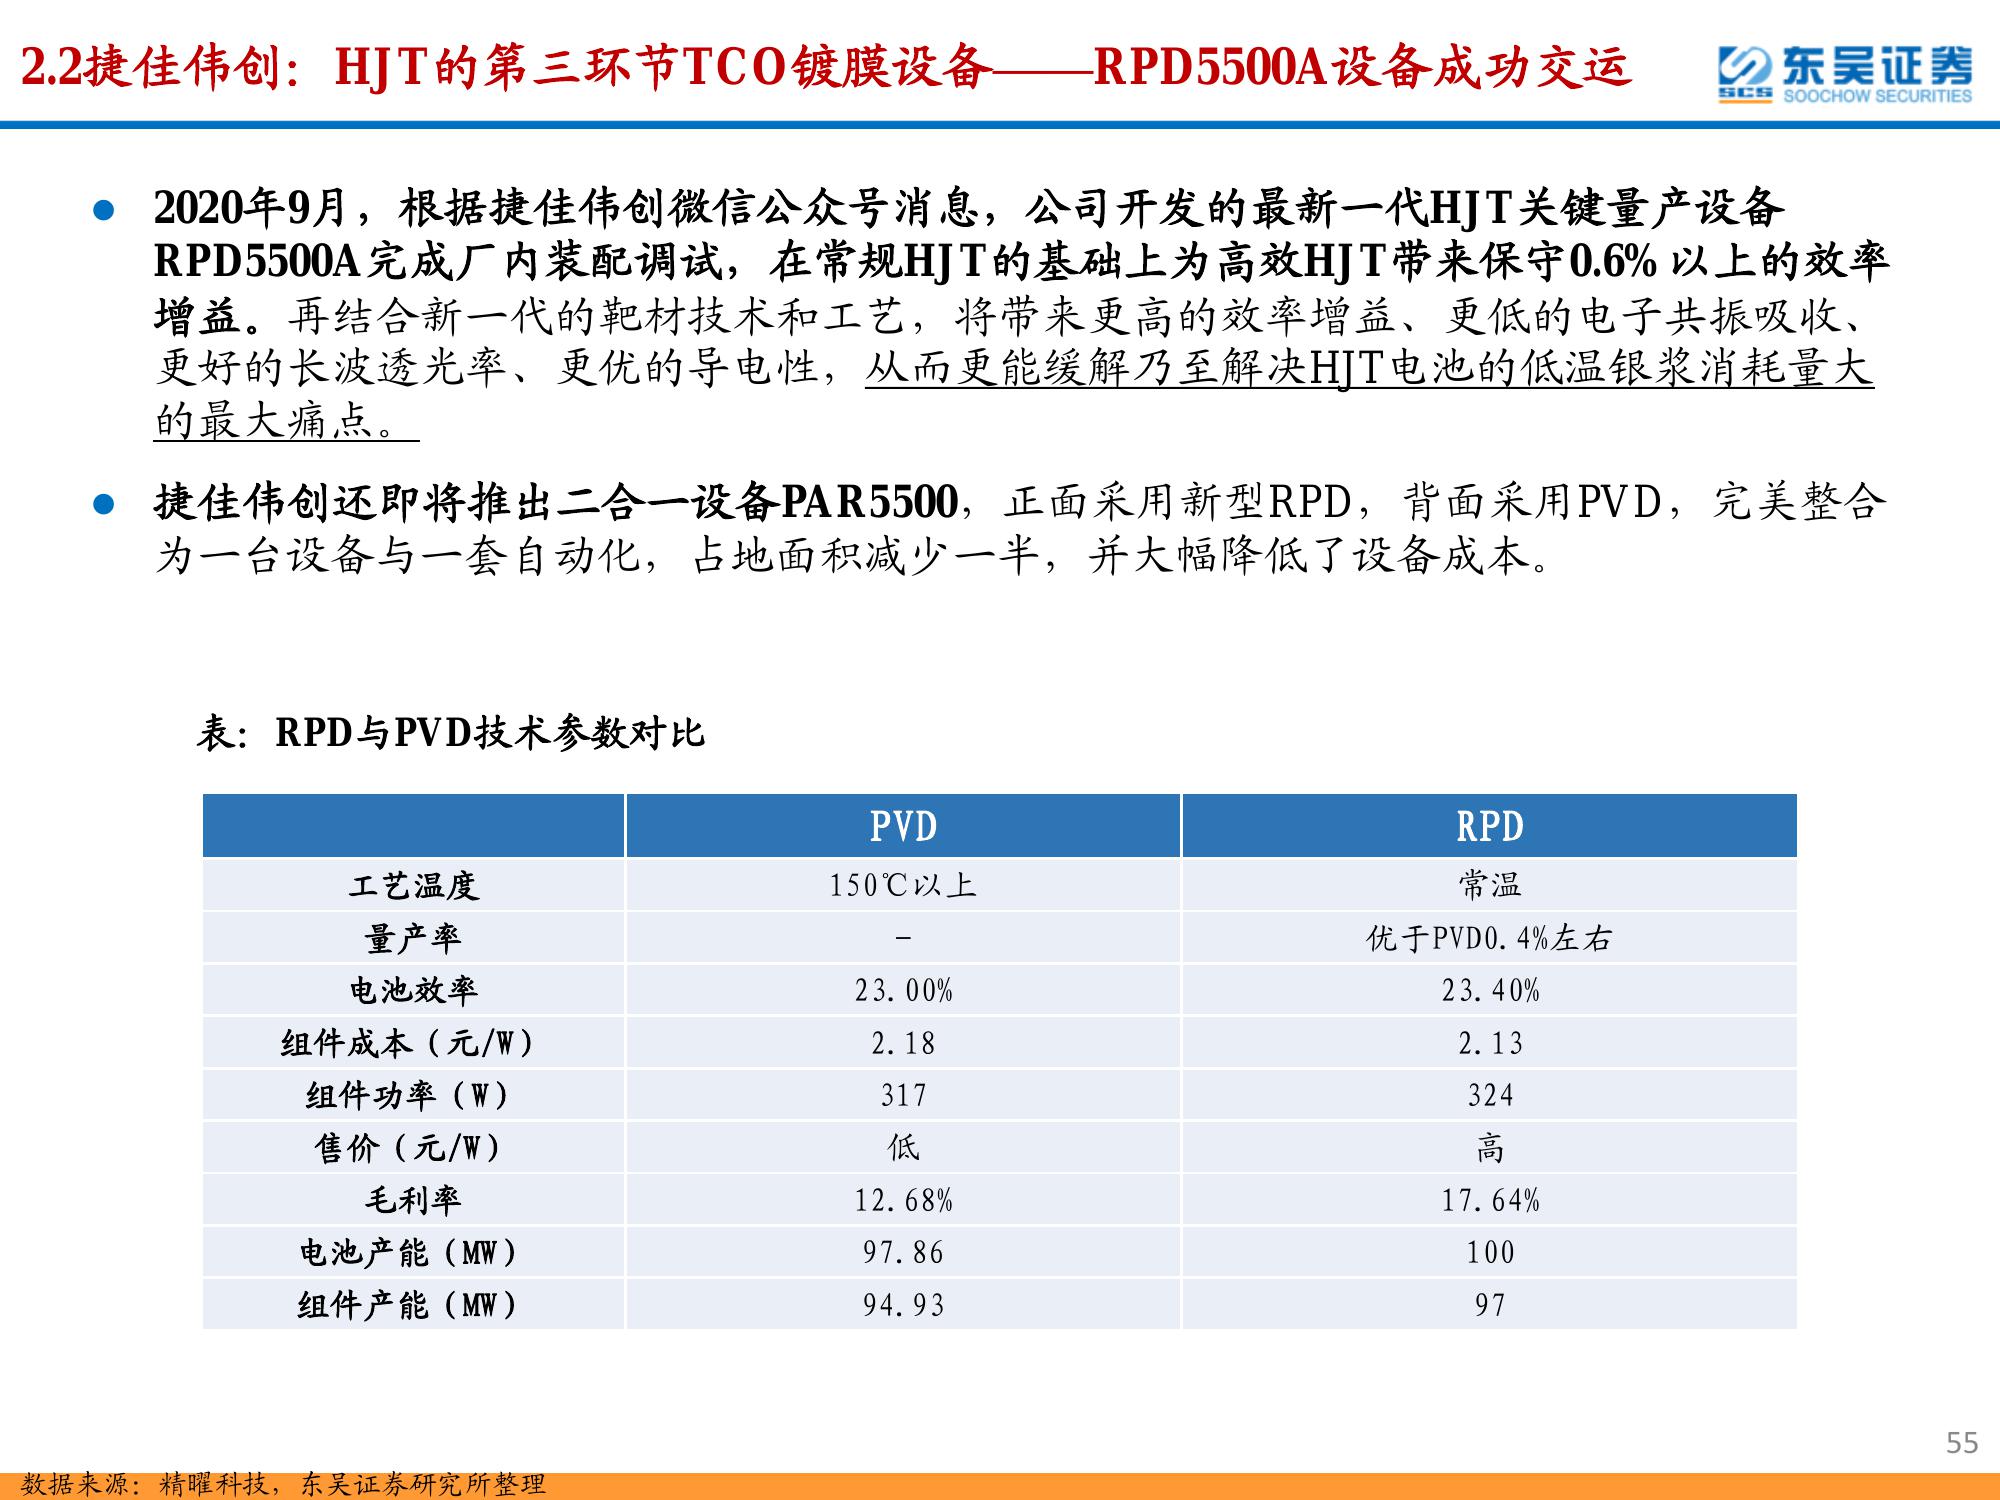 2.2捷佳伟创：HJT的第三环节TCO镀膜设备——RPD5500A设备成功交运
东吴证券
SCS
SOOCHOW SECURITIES
● 2020年9月，根据捷佳伟创微信公众号消息，公司开发的最新一代HJT关键量产设备
RPD5500A完成厂内装配调试，在常规HJT的基础上为高效HJT带来保守0.6% 以上的效率
增益。再结合新一代的靶材技术和工艺，将带来更高的效率增益、更低的电子共振吸收、
更好的长波透光率、更优的导电性，从而更能缓解乃至解决HJT电池的低温银浆消耗量大
的最大痛点。
● 捷佳伟创还即将推出二合一设备PAR5500，正面采用新型RPD，背面采用PVD，完美整合
为一台设备与一套自动化，占地面积减少一半，并大幅降低了设备成本。
表：RPD与PVD技术参数对比
PVD RPD
工艺温度 150℃以上 常温
量产率 - 优于PVD0.4%左右
电池效率 23.00% 23.40%
组件成本（元/W） 2.18 2.13
组件功率（W） 317 324
售价（元/W） 低 高
毛利率 12.68% 17.64%
电池产能（MW） 97.86 100
组件产能（MW） 94.93 97
55
数据来源：精曜科技，东吴证券研究所整理